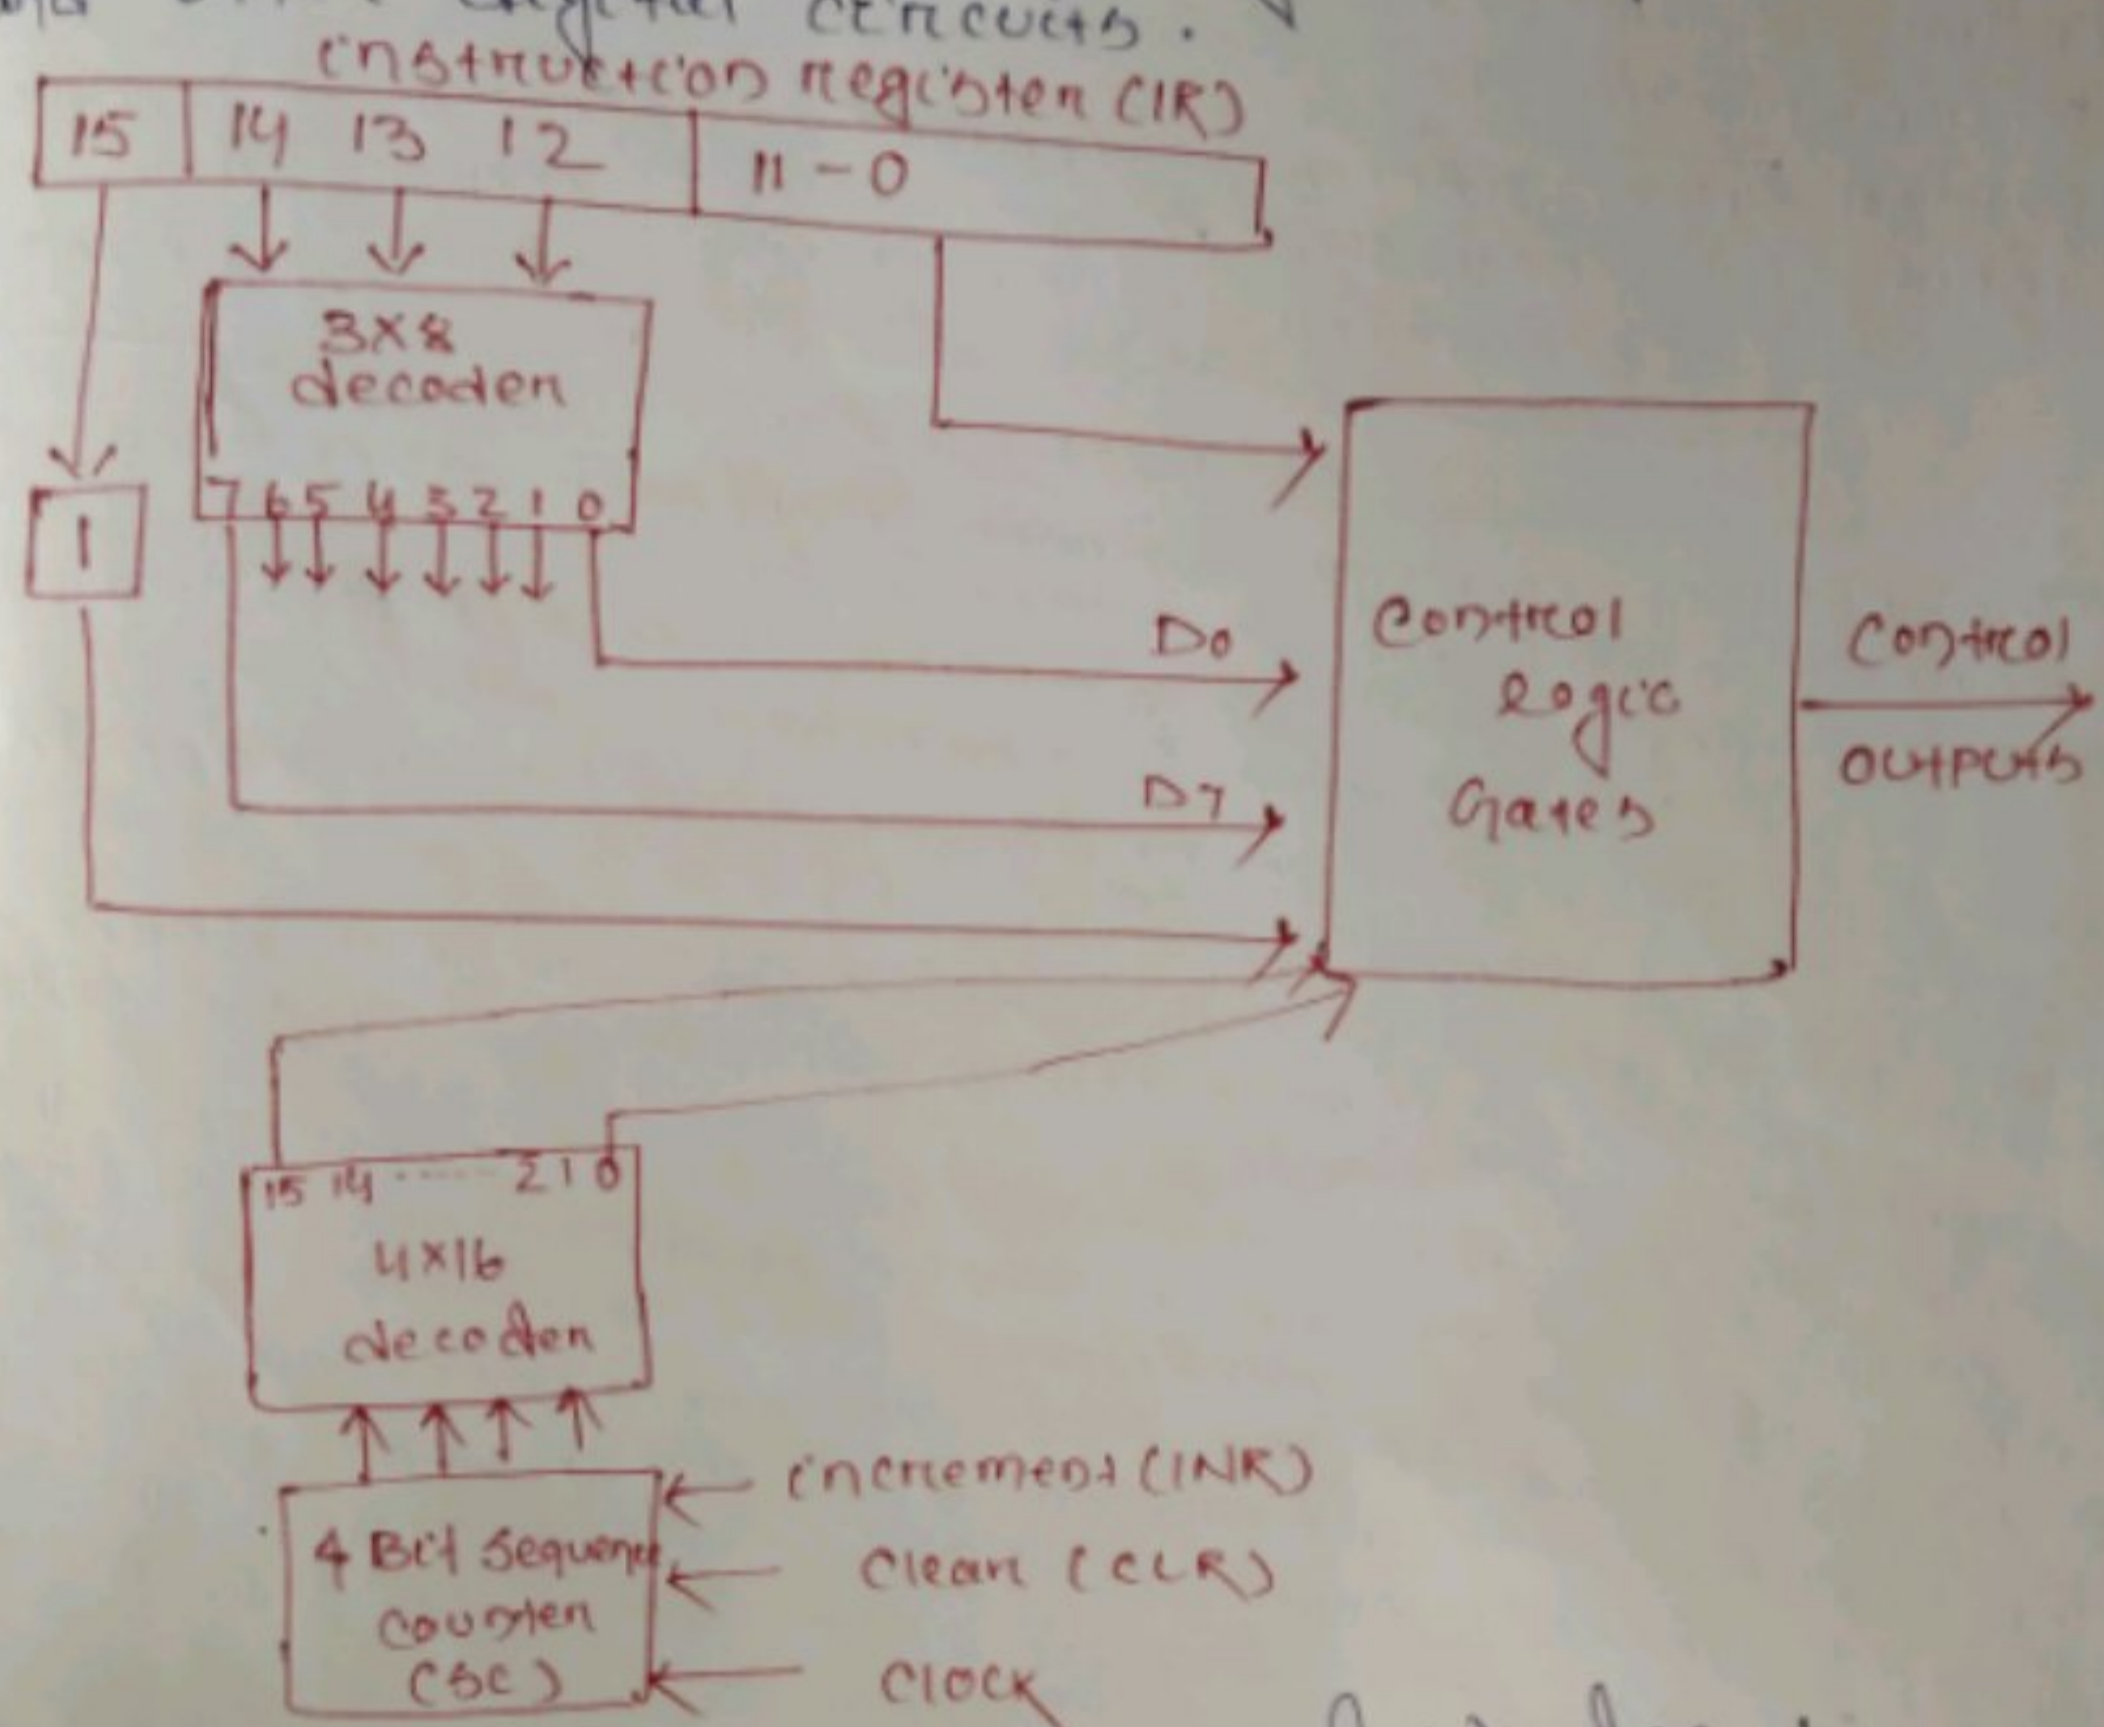 digital circuits.
instruction register (IR)
15 14 13 12 11-0
3x8
decoder
7 6 5 4 3 2 1 0
1
D0
D7
Control
logic
Gates
Control
outputs
15 14 ...... 2 1 0
4x16
decoder
4 Bit Sequence
counter
(SC)
increment (INR)
Clear (CLR)
Clock